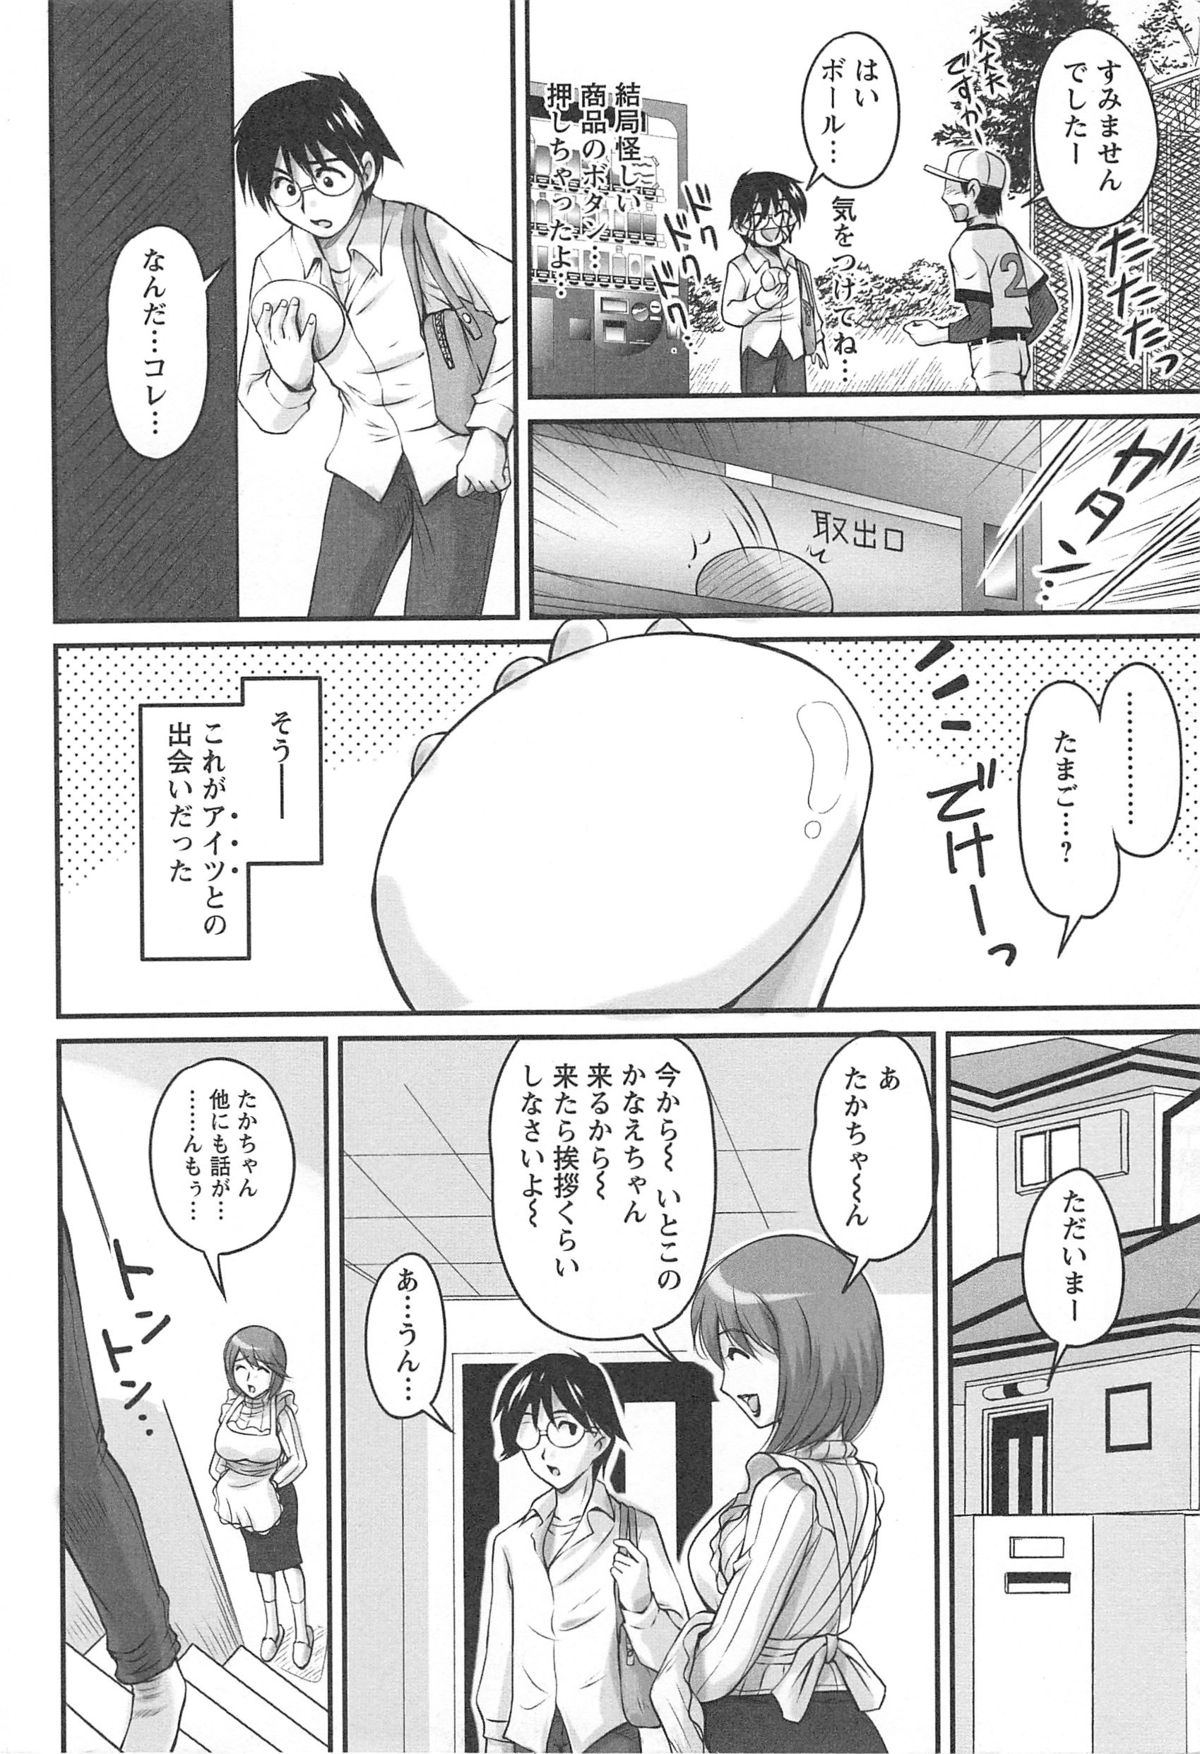 すみません
でしたー
大丈夫
ですか
たたたたっ
はい
ボール…
気をつけてね…
ドドドド
結局怪しい
商品のボタン…
押しちゃったよ…
ガタン…
取出口
なんだ…コレ…
…………
たまご…？
でけーっ
そう──
これがアイツとの
出会いだった
ただいまー
あ
たかちゃ～～ん
今から～いとこの
かなえちゃん
来るから～
来たら挨拶くらい
しなさいよ～
あ…うん…
たかちゃん
他にも話が…
……んもぅ…
トントントン…